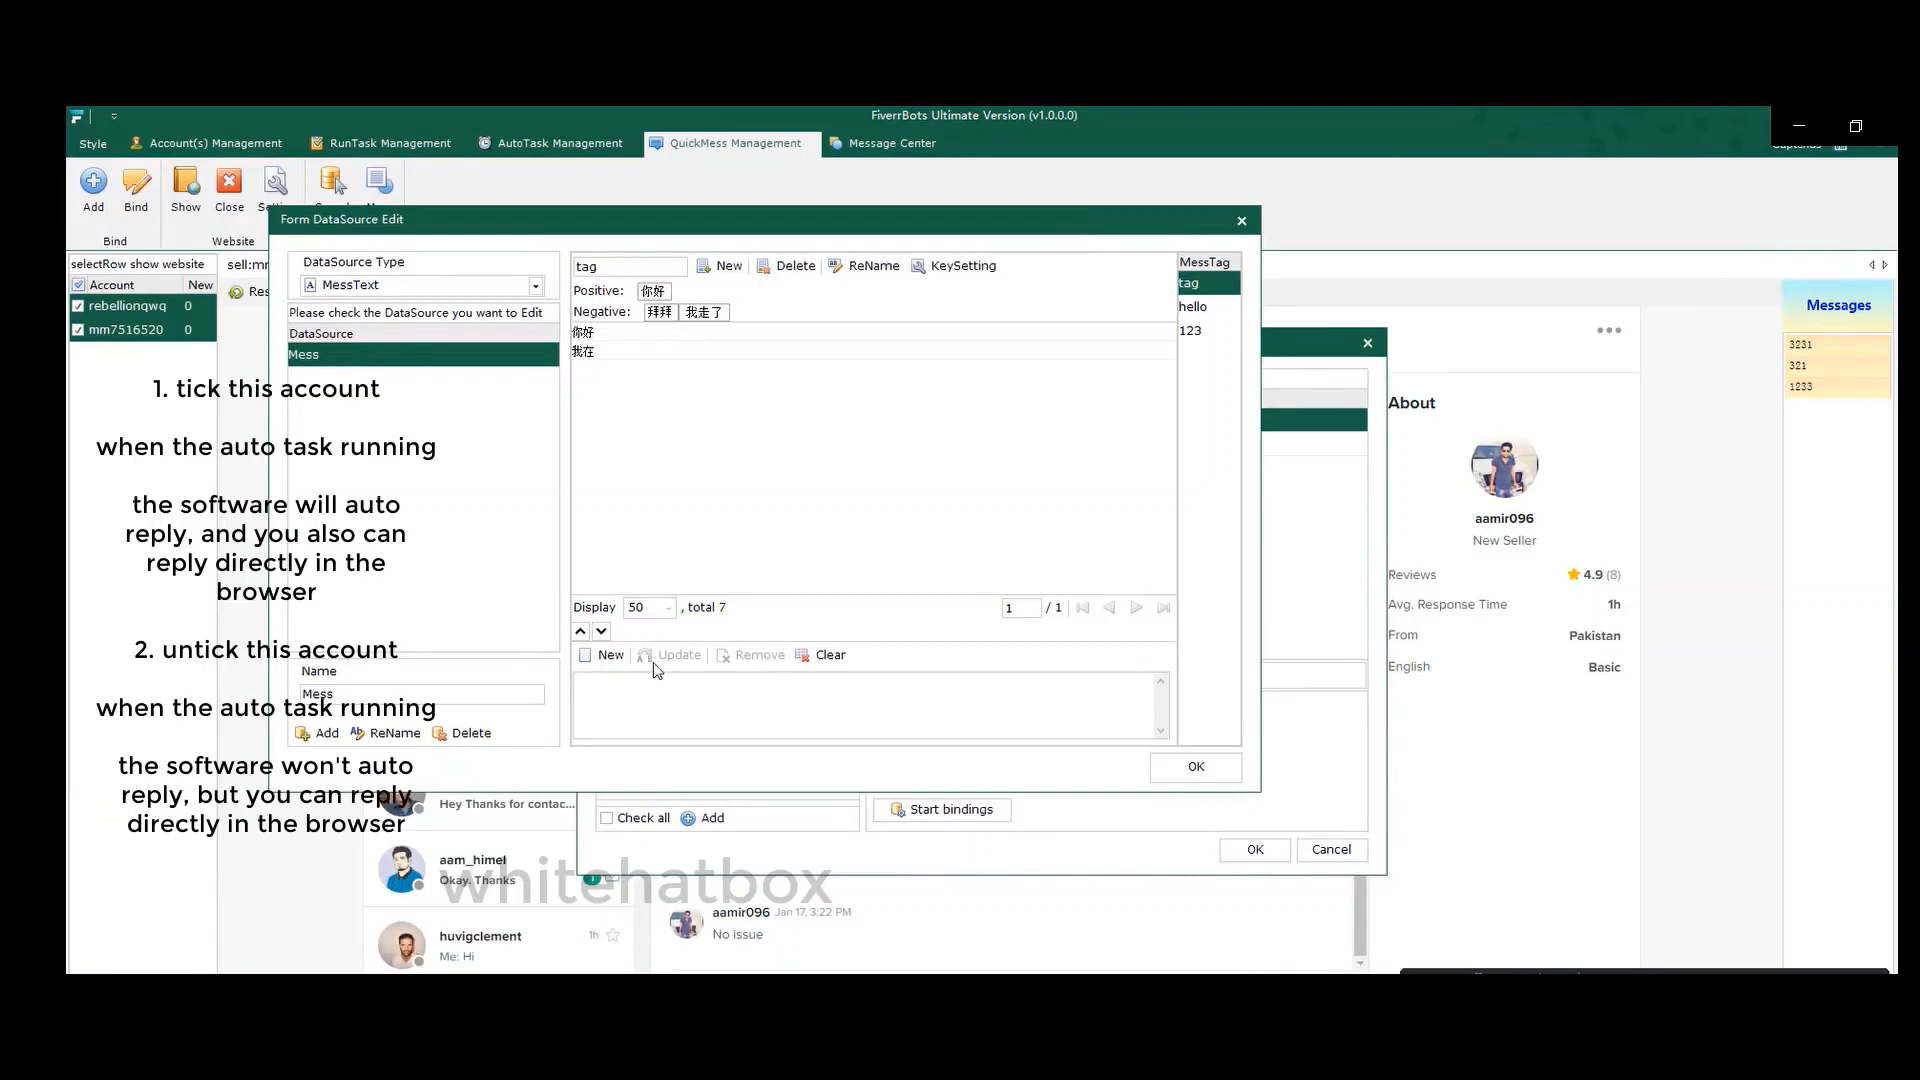 FiverrBots Ultimate Version (v1.0.0.0)
Style
Account(s) Management
RunTask Management
AutoTask Management
QuickMess Management
Message Center
Add
Bind
Show
Close
Bind
Website
Form DataSource Edit
selectRow show website
Account New
rebellionqwq 0
mm7516520 0
DataSource Type
MessText
Please check the DataSource you want to Edit
DataSource
Mess
tag
New
Delete
ReName
KeySetting
Positive: 你好
Negative: 拜拜 我走了
你好
我在
MessTag
tag
hello
123
1. tick this account
when the auto task running
the software will auto
reply, and you also can
reply directly in the
browser
2. untick this account
when the auto task running
the software won't auto
reply, but you can reply
directly in the browser
Display 50 , total 7
1 / 1
New
Update
Remove
Clear
Name
Mess
Add
ReName
Delete
OK
Check all
Add
Start bindings
OK
Cancel
Messages
3231
321
1233
About
aamir096
New Seller
Reviews 4.9 (8)
Avg. Response Time 1h
From Pakistan
English Basic
Hey Thanks for contac...
aam_himel
Okay. Thanks
whitehatbox
huvigclement 1h
Me: Hi
aamir096 Jan 17, 3:22 PM
No issue